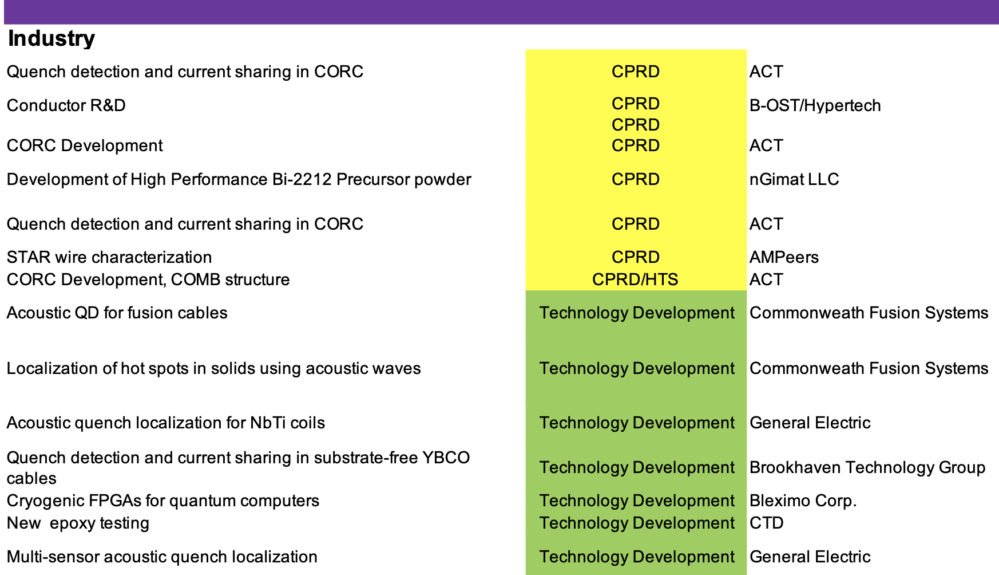 Industry
Quench detection and current sharing in CORC CPRD ACT
Conductor R&D CPRD B-OST/Hypertech
CPRD
CORC Development CPRD ACT
Development of High Performance Bi-2212 Precursor powder CPRD nGimat LLC
Quench detection and current sharing in CORC CPRD ACT
STAR wire characterization CPRD AMPeers
CORC Development, COMB structure CPRD/HTS ACT
Acoustic QD for fusion cables Technology Development Commonweath Fusion Systems
Localization of hot spots in solids using acoustic waves Technology Development Commonweath Fusion Systems
Acoustic quench localization for NbTi coils Technology Development General Electric
Quench detection and current sharing in substrate-free YBCO
cables Technology Development Brookhaven Technology Group
Cryogenic FPGAs for quantum computers Technology Development Bleximo Corp.
New  epoxy testing Technology Development CTD
Multi-sensor acoustic quench localization Technology Development General Electric